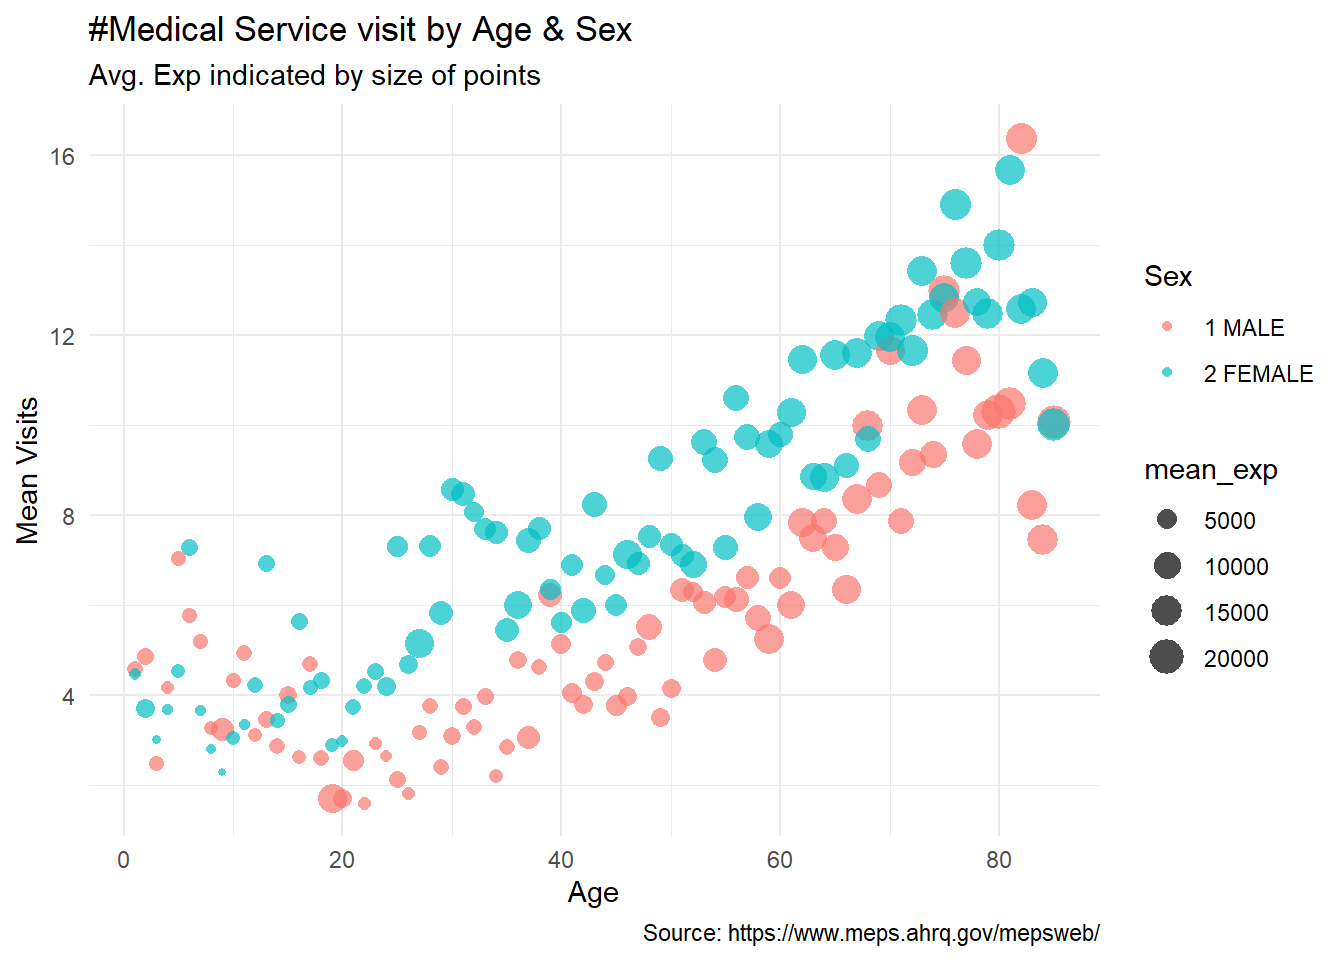 #Medical Service visit by Age & Sex
Avg. Exp indicated by size of points
16
12
8
4
Mean Visits
0 20 40 60 80
Age
Source: https://www.meps.ahrq.gov/mepsweb/
Sex
1 MALE
2 FEMALE
mean_exp
5000
10000
15000
20000